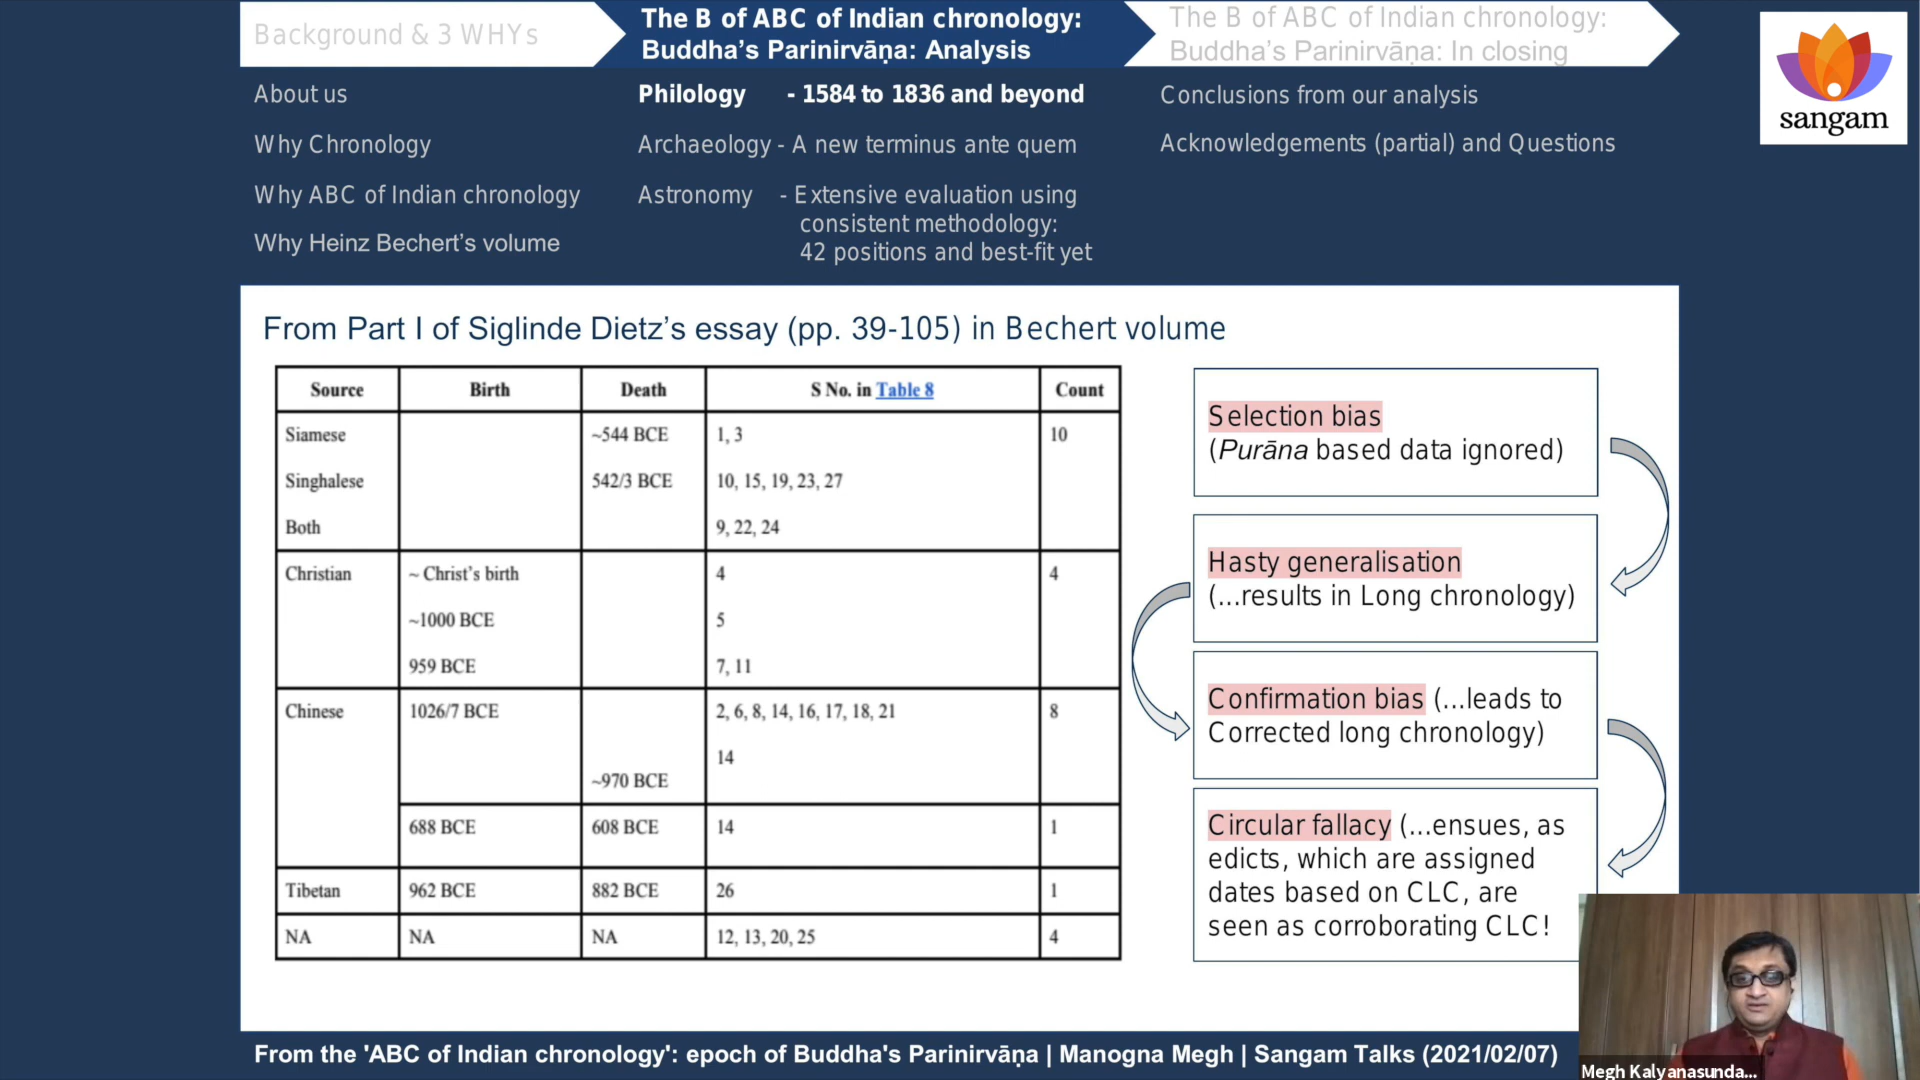 Background & 3 WHYs
The B of ABC of Indian chronology:
Buddha's Parinirvāṇa: Analysis
The B of ABC of Indian chronology:
Buddha's Parinirvāṇa: In closing
sangam
About us
Why Chronology
Why ABC of Indian chronology
Why Heinz Bechert's volume
Philology - 1584 to 1836 and beyond
Archaeology - A new terminus ante quem
Astronomy - Extensive evaluation using
consistent methodology:
42 positions and best-fit yet
Conclusions from our analysis
Acknowledgements (partial) and Questions
From Part I of Siglinde Dietz's essay (pp. 39-105) in Bechert volume
Source Birth Death S No. in Table 8 Count
Siamese ~544 BCE 1, 3 10
Singhalese 542/3 BCE 10, 15, 19, 23, 27
Both 9, 22, 24
Christian ~ Christ's birth 4 4
~1000 BCE 5
959 BCE 7, 11
Chinese 1026/7 BCE 2, 6, 8, 14, 16, 17, 18, 21 8
14
~970 BCE
688 BCE 608 BCE 14 1
Tibetan 962 BCE 882 BCE 26 1
NA NA NA 12, 13, 20, 25 4
Selection bias
(Purāna based data ignored)
Hasty generalisation
(...results in Long chronology)
Confirmation bias (...leads to
Corrected long chronology)
Circular fallacy (...ensues, as
edicts, which are assigned
dates based on CLC, are
seen as corroborating CLC!
From the 'ABC of Indian chronology': epoch of Buddha's Parinirvāṇa | Manogna Megh | Sangam Talks (2021/02/07)
Megh Kalyanasunda...